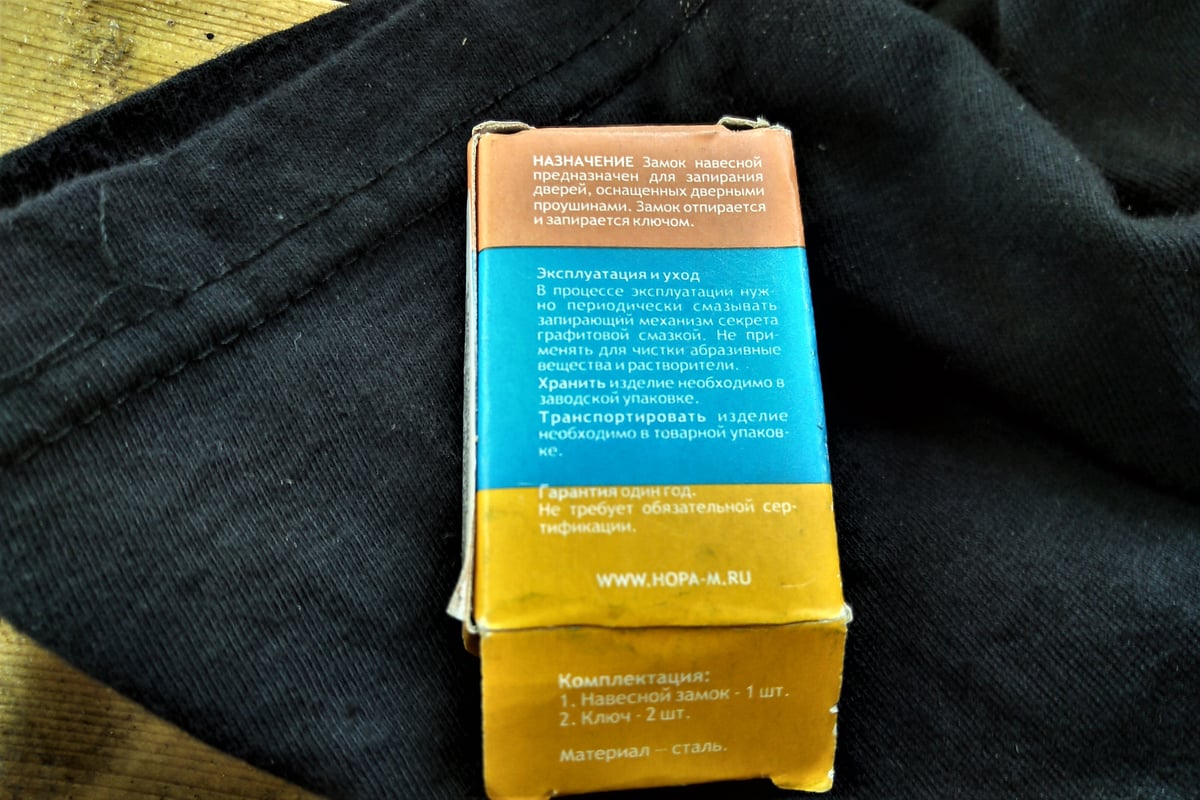 НАЗНАЧЕНИЕ Замок навесной
предназначен для запирания
дверей, оснащенных дверными
проушинами. Замок отпирается
и запирается ключом.
Эксплуатация и уход
В процессе эксплуатации нуж-
но периодически смазывать
запирающий механизм секрета
графитовой смазкой. Не при-
менять для чистки абразивные
вещества и растворители.
Хранить изделие необходимо в
заводской упаковке.
Транспортировать изделие
необходимо в товарной упаков-
ке.
Гарантия один год.
Не требует обязательной сер-
тификации.
WWW.HOPA-M.RU
Комплектация:
1. Навесной замок - 1 шт.
2. Ключ - 2 шт.
Материал – сталь.